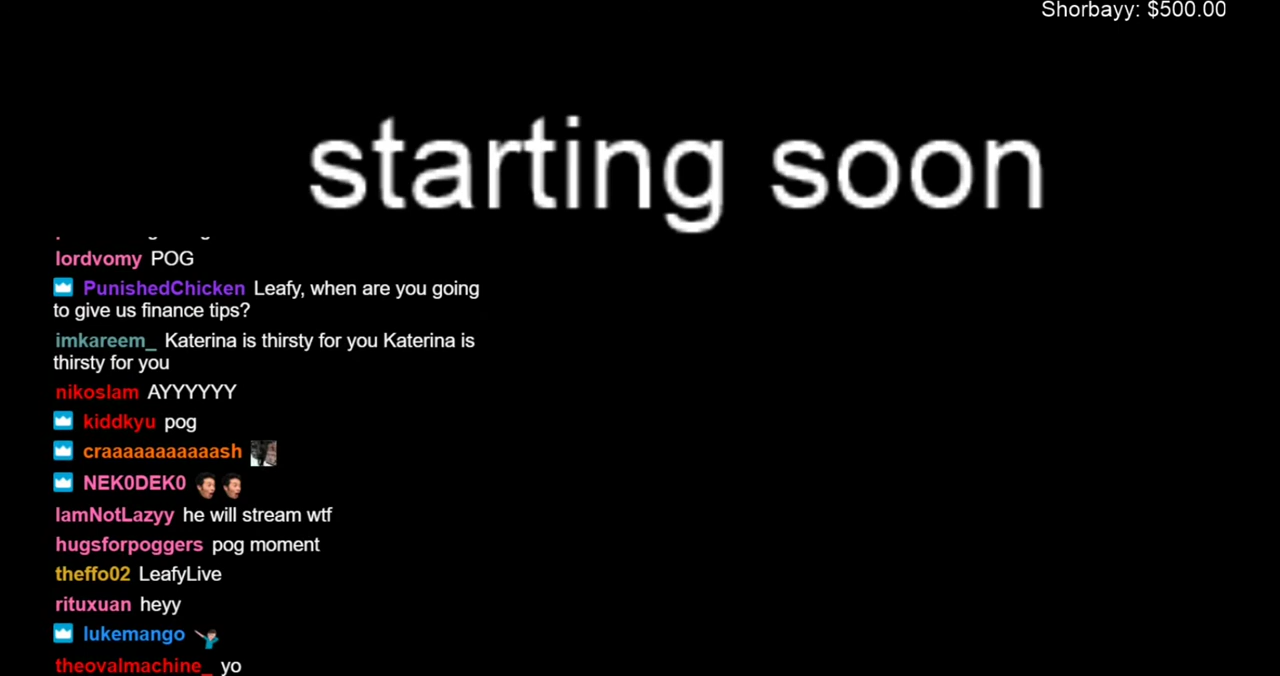 Shorbayy: $500.00
starting soon
lordvomy POG
PunishedChicken Leafy, when are you going
to give us finance tips?
imkareem_ Katerina is thirsty for you Katerina is
thirsty for you
nikoslam AYYYYYY
kiddkyu pog
craaaaaaaaaaash
NEK0DEK0
IamNotLazyy he will stream wtf
hugsforpoggers pog moment
theffo02 LeafyLive
rituxuan heyy
lukemango
theovalmachine_ yo